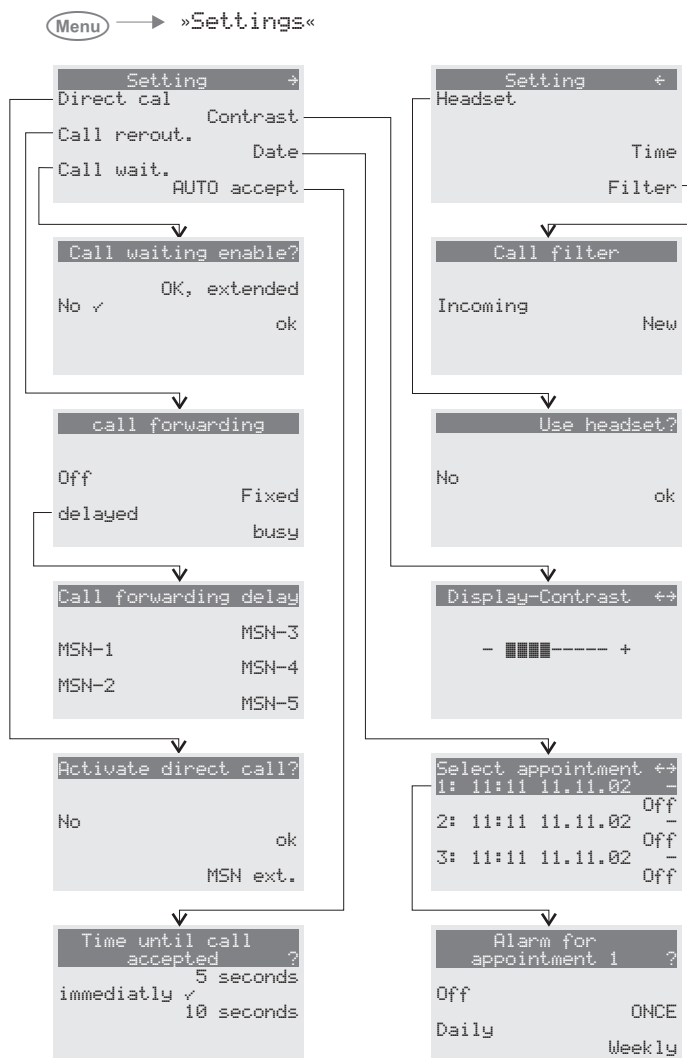 Menu »Settings«
Setting →
Direct cal
Contrast
Call rerout.
Date
Call wait.
AUTO accept
Call waiting enable?
OK, extended
No ✓
ok
call forwarding
Off
Fixed
delayed
busy
Call forwarding delay
MSN-3
MSN-1
MSN-4
MSN-2
MSN-5
Activate direct call?
No
ok
MSN ext.
Time until call
accepted ?
5 seconds
immediatly ✓
10 seconds
Setting ←
Headset
Time
Filter
Call filter
Incoming
New
Use headset?
No
ok
Display-Contrast ←→
- ████----- +
Select appointment ←→
1: 11:11 11.11.02 -
Off
2: 11:11 11.11.02 -
Off
3: 11:11 11.11.02 -
Off
Alarm for
appointment 1 ?
Off
ONCE
Daily
Weekly